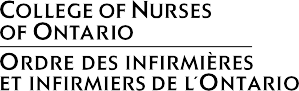 COLLEGE OF NURSES
OF ONTARIO
ORDRE DES INFIRMIÈRES
ET INFIRMIERS DE L'ONTARIO